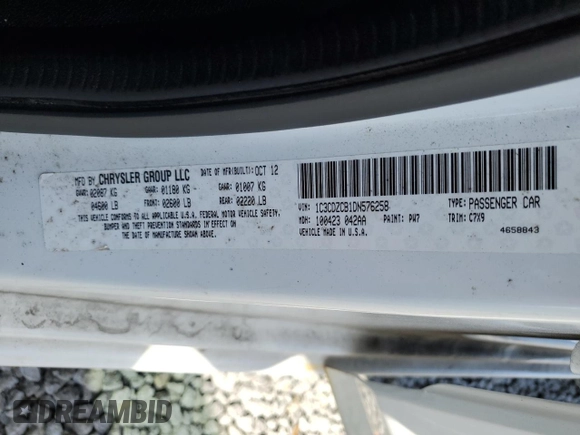 MFD BY CHRYSLER GROUP LLC DATE OF MFR(BUILT): OCT 12
GVWR: 02087 KG GAWR: 01180 KG GAWR: 01007 KG
04600 LB FRONT: 02600 LB REAR: 02220 LB
THIS VEHICLE CONFORMS TO ALL APPLICABLE U.S.A. FEDERAL MOTOR VEHICLE SAFETY,
BUMPER AND THEFT PREVENTION STANDARDS IN EFFECT ON
THE DATE OF MANUFACTURE SHOWN ABOVE.
VIN: 1C3CDZCB1DN576258 TYPE: PASSENGER CAR
MDH: 100423 042AA PAINT: PW7 TRIM: C7X9
VEHICLE MADE IN U.S.A. 4658843
CIDREAMBID